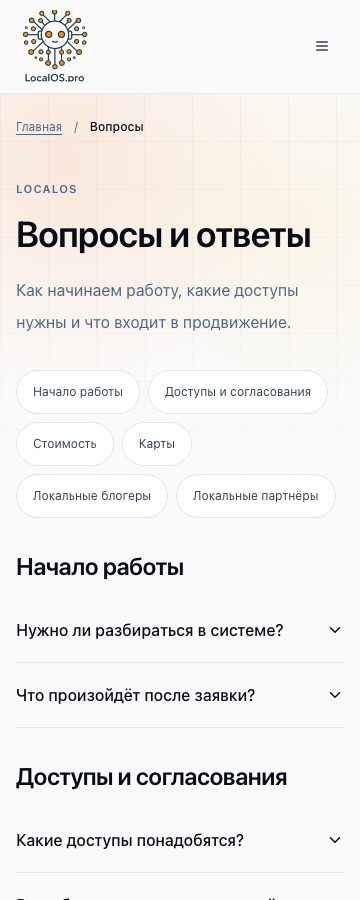 LocalOS.pro
Главная / Вопросы
LOCALOS
Вопросы и ответы
Как начинаем работу, какие доступы
нужны и что входит в продвижение.
Начало работы
Доступы и согласования
Стоимость
Карты
Локальные блогеры
Локальные партнёры
Начало работы
Нужно ли разбираться в системе?
Что произойдёт после заявки?
Доступы и согласования
Какие доступы понадобятся?